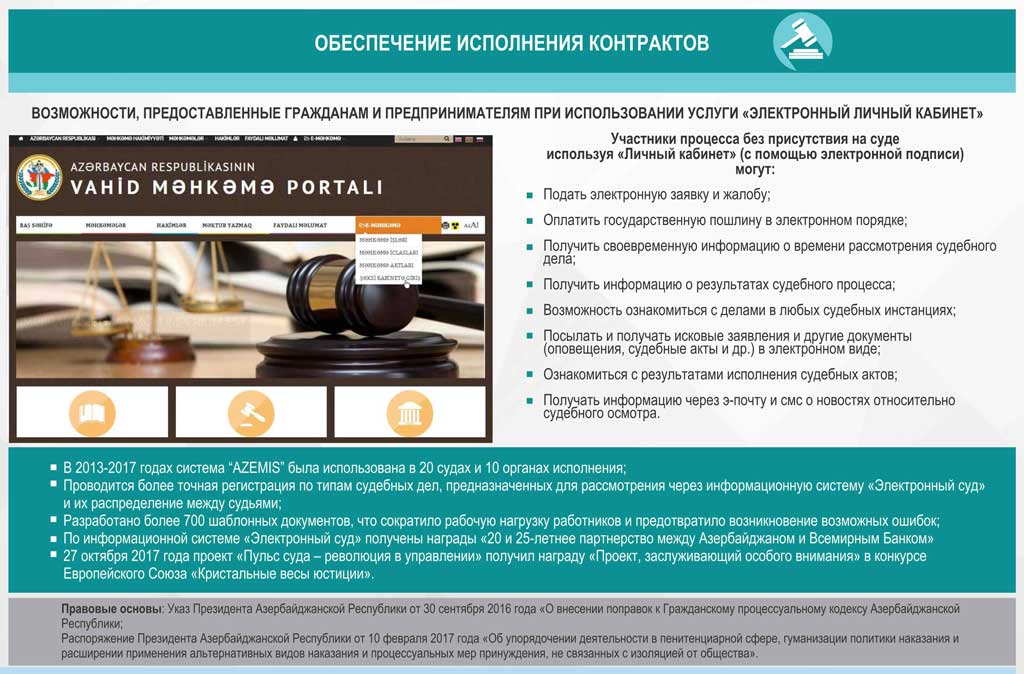 ОБЕСПЕЧЕНИЕ ИСПОЛНЕНИЯ КОНТРАКТОВ
ВОЗМОЖНОСТИ, ПРЕДОСТАВЛЕННЫЕ ГРАЖДАНАМ И ПРЕДПРИНИМАТЕЛЯМ ПРИ ИСПОЛЬЗОВАНИИ УСЛУГИ «ЭЛЕКТРОННЫЙ ЛИЧНЫЙ КАБИНЕТ»
AZƏRBAYCAN RESPUBLİKASI MƏHKƏMƏ HAKİMİYYƏTİ MƏHKƏMƏLƏR HAKİMLƏR FAYDALI MƏLUMAT E-MƏHKƏMƏ
AZƏRBAYCAN RESPUBLİKASININ
VAHİD MƏHKƏMƏ PORTALI
BAŞ SƏHİFƏ MƏHKƏMƏLƏR HAKİMLƏR MƏKTUB YAZMAQ FAYDALI MƏLUMAT E-MƏHKƏMƏ
MƏHKƏMƏ İŞLƏRİ
MƏHKƏMƏ İCLASLARI
MƏHKƏMƏ AKTLARI
ŞƏXSİ KABİNETƏ GİRİŞ
Участники процесса без присутствия на суде
используя «Личный кабинет» (с помощью электронной подписи)
могут:
Подать электронную заявку и жалобу;
Оплатить государственную пошлину в электронном порядке;
Получить своевременную информацию о времени рассмотрения судебного
дела;
Получить информацию о результатах судебного процесса;
Возможность ознакомиться с делами в любых судебных инстанциях;
Посылать и получать исковые заявления и другие документы
(оповещения, судебные акты и др.) в электронном виде;
Ознакомиться с результатами исполнения судебных актов;
Получать информацию через э-почту и смс о новостях относительно
судебного осмотра.
В 2013-2017 годах система “AZEMIS” была использована в 20 судах и 10 органах исполнения;
Проводится более точная регистрация по типам судебных дел, предназначенных для рассмотрения через информационную систему «Электронный суд»
и их распределение между судьями;
Разработано более 700 шаблонных документов, что сократило рабочую нагрузку работников и предотвратило возникновение возможных ошибок;
По информационной системе «Электронный суд» получены награды «20 и 25-летнее партнерство между Азербайджаном и Всемирным Банком»
27 октября 2017 года проект «Пульс суда – революция в управлении» получил награду «Проект, заслуживающий особого внимания» в конкурсе
Европейского Союза «Кристальные весы юстиции».
Правовые основы: Указ Президента Азербайджанской Республики от 30 сентября 2016 года «О внесении поправок к Гражданскому процессуальному кодексу Азербайджанской
Республики;
Распоряжение Президента Азербайджанской Республики от 10 февраля 2017 года «Об упорядочении деятельности в пенитенциарной сфере, гуманизации политики наказания и
расширении применения альтернативных видов наказания и процессуальных мер принуждения, не связанных с изоляцией от общества».